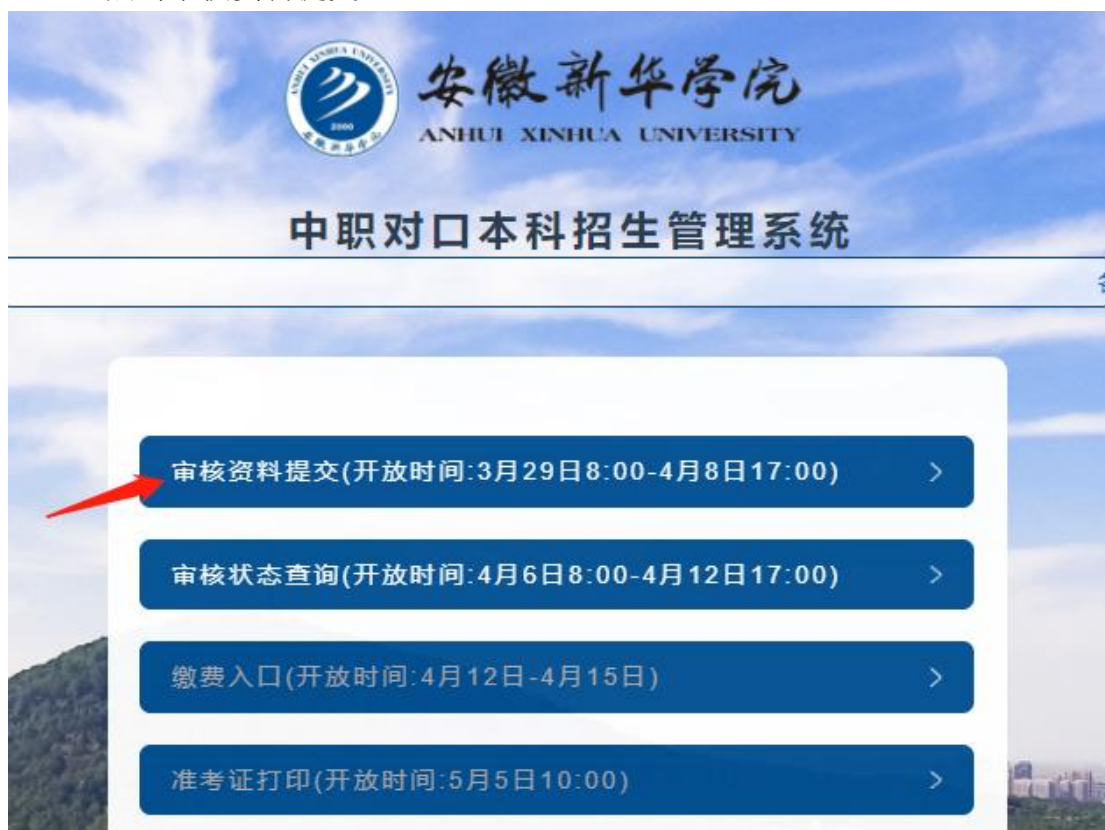 安徽新华学院
ANHUI XINHUA UNIVERSITY
中职对口本科招生管理系统
审核资料提交(开放时间:3月29日8:00-4月8日17:00)
审核状态查询(开放时间:4月6日8:00-4月12日17:00)
缴费入口(开放时间:4月12日-4月15日)
准考证打印(开放时间:5月5日10:00)